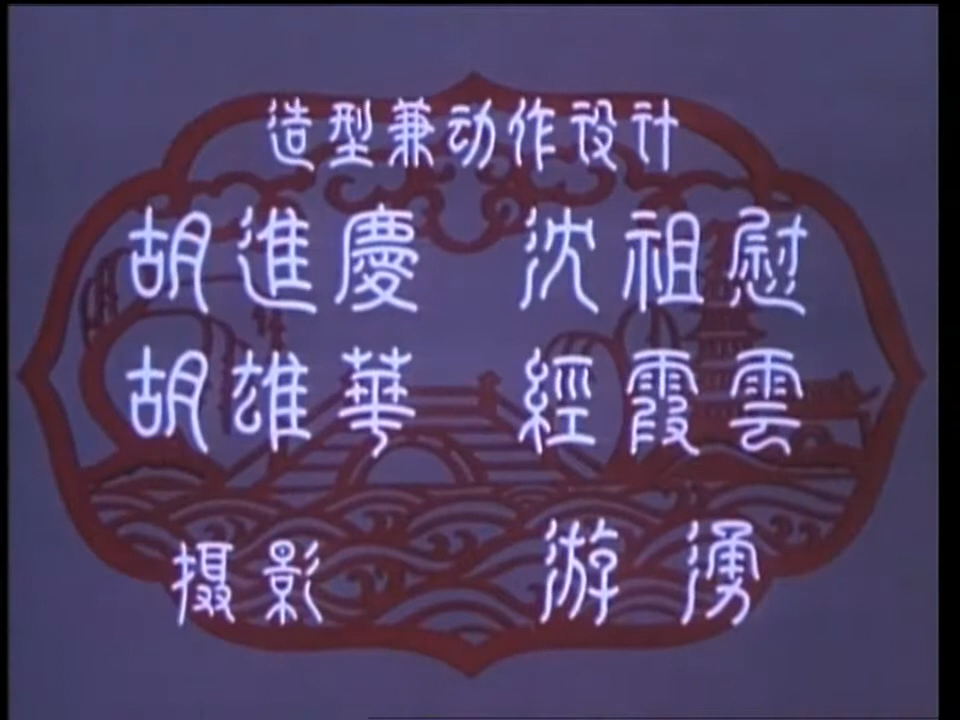 造型兼动作设计
胡進慶 沈祖慰
胡雄華 經霞雲
摄影 游湧